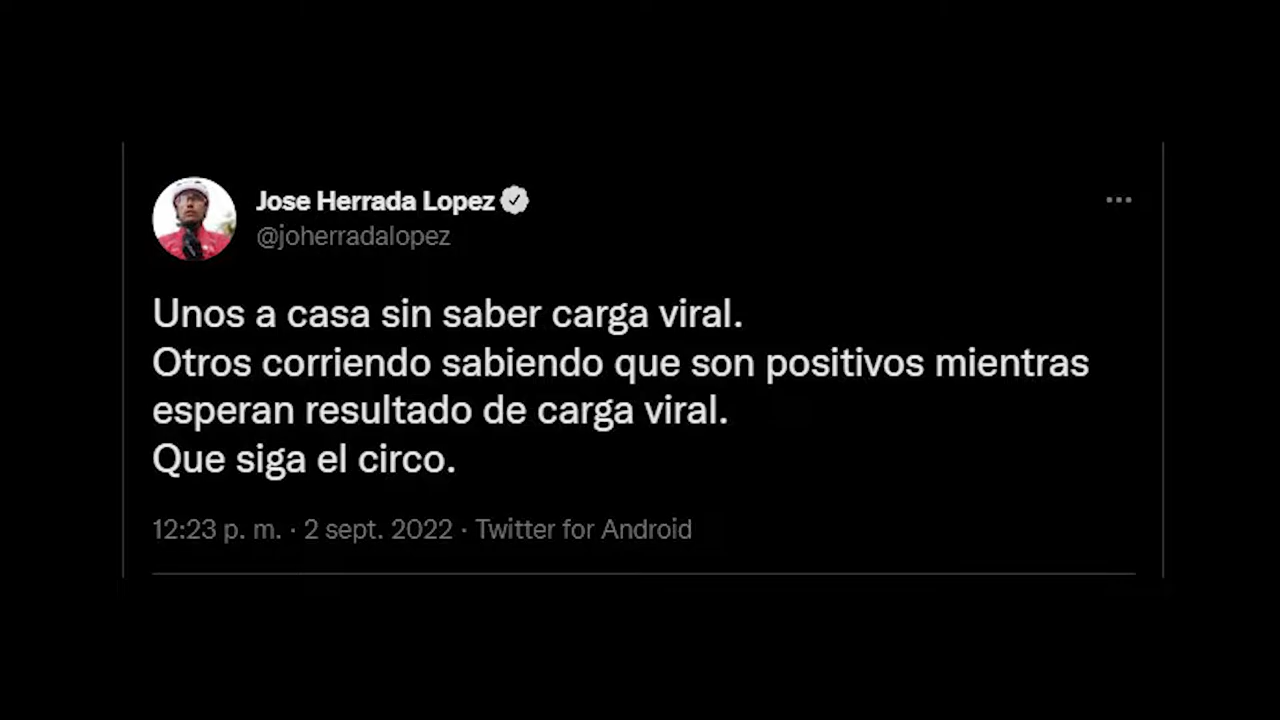 Jose Herrada Lopez
@joherradalopez
Unos a casa sin saber carga viral.
Otros corriendo sabiendo que son positivos mientras
esperan resultado de carga viral.
Que siga el circo.
12:23 p. m. · 2 sept. 2022 · Twitter for Android